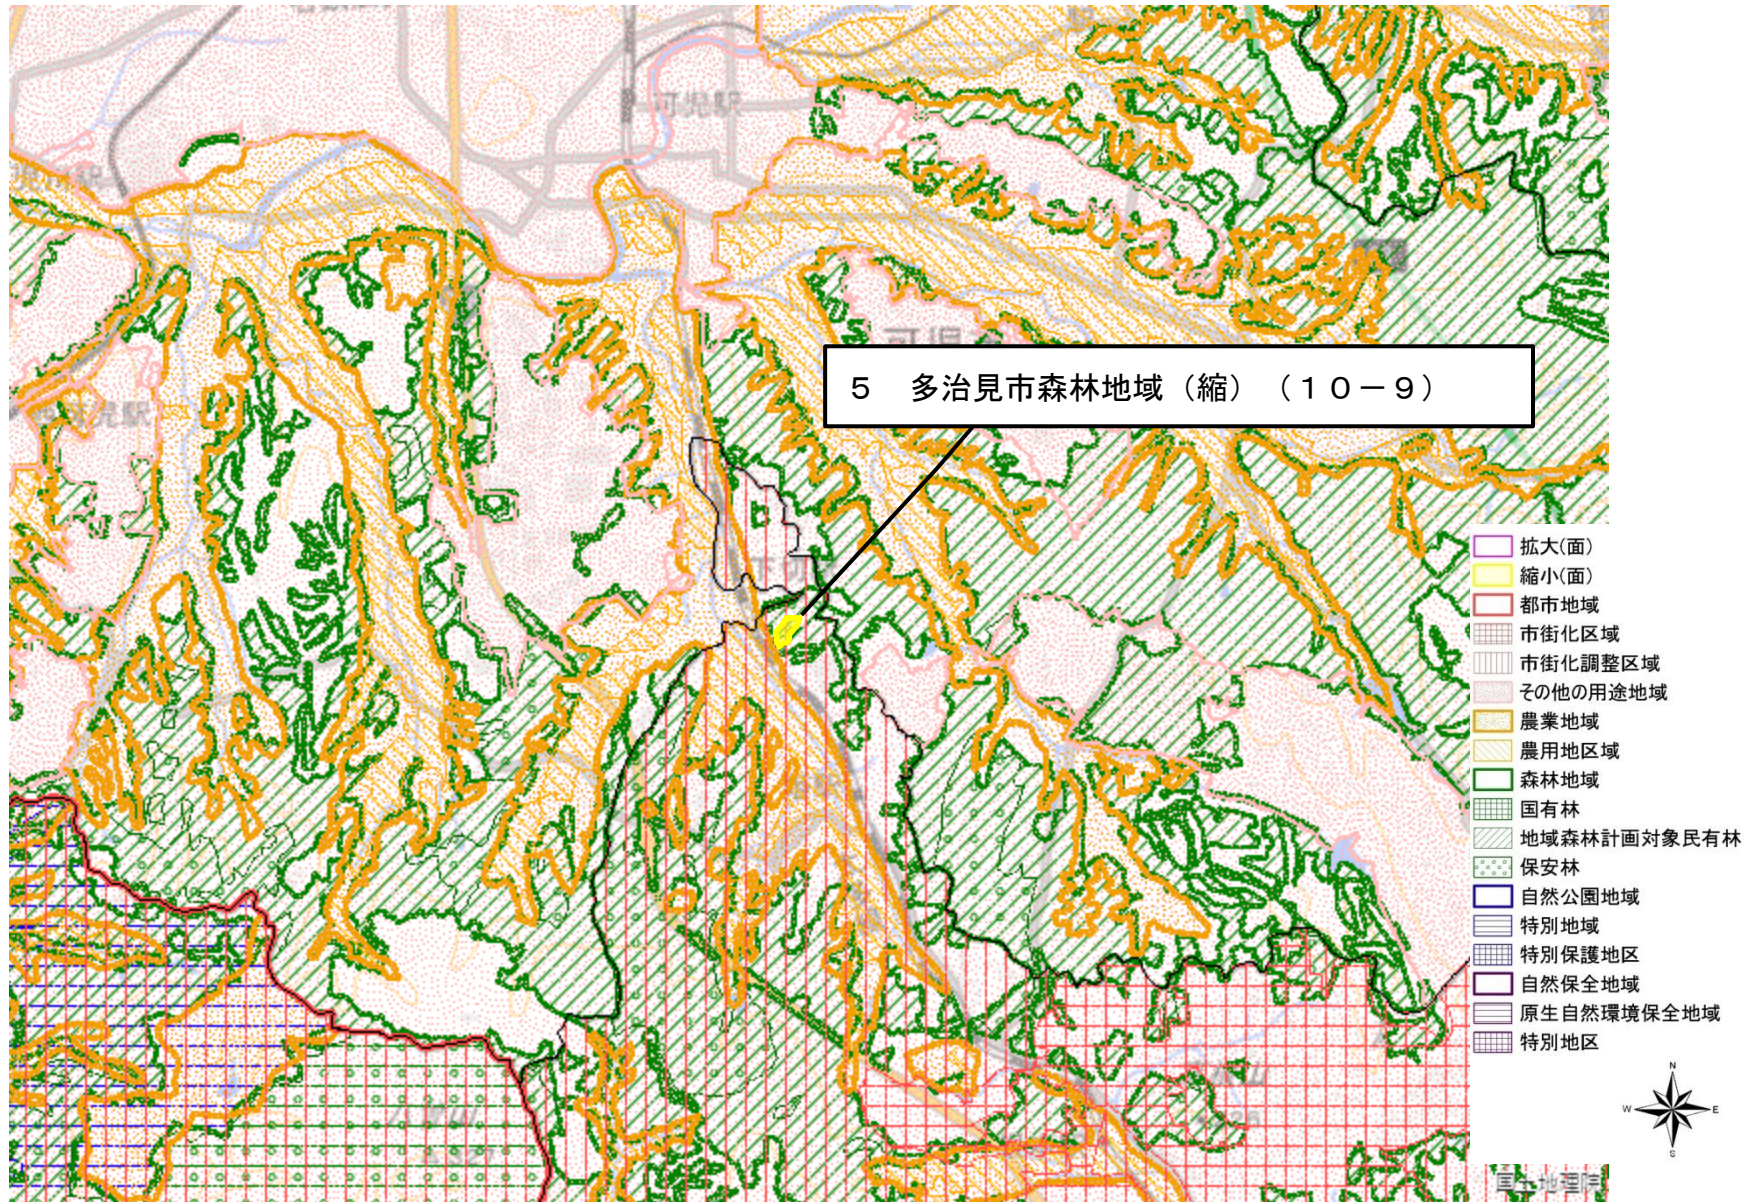 可児駅
５　多治見市森林地域（縮）（１０－９）
拡大(面)
縮小(面)
都市地域
市街化区域
市街化調整区域
その他の用途地域
農業地域
農用地区域
森林地域
国有林
地域森林計画対象民有林
保安林
自然公園地域
特別地域
特別保護地区
自然保全地域
原生自然環境保全地域
特別地区
N
W E
S
国土地理院